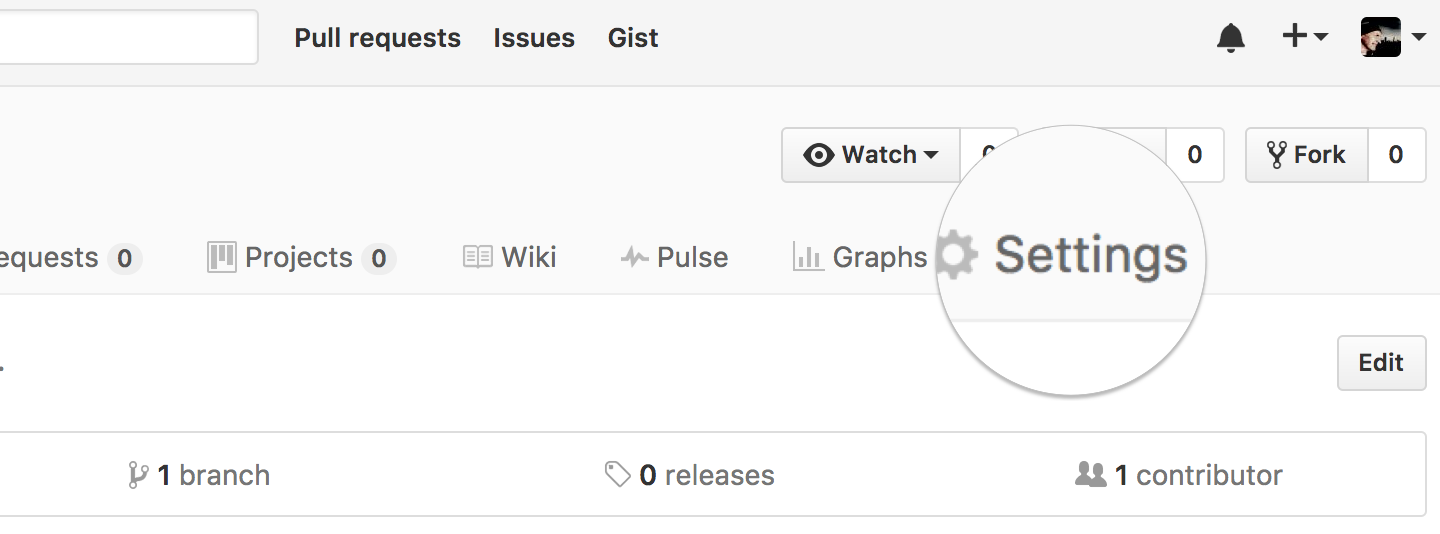 Pull requests Issues Gist
Watch 0 Fork 0
equests 0 Projects 0 Wiki Pulse Graphs Settings
.
Edit
1 branch 0 releases 1 contributor